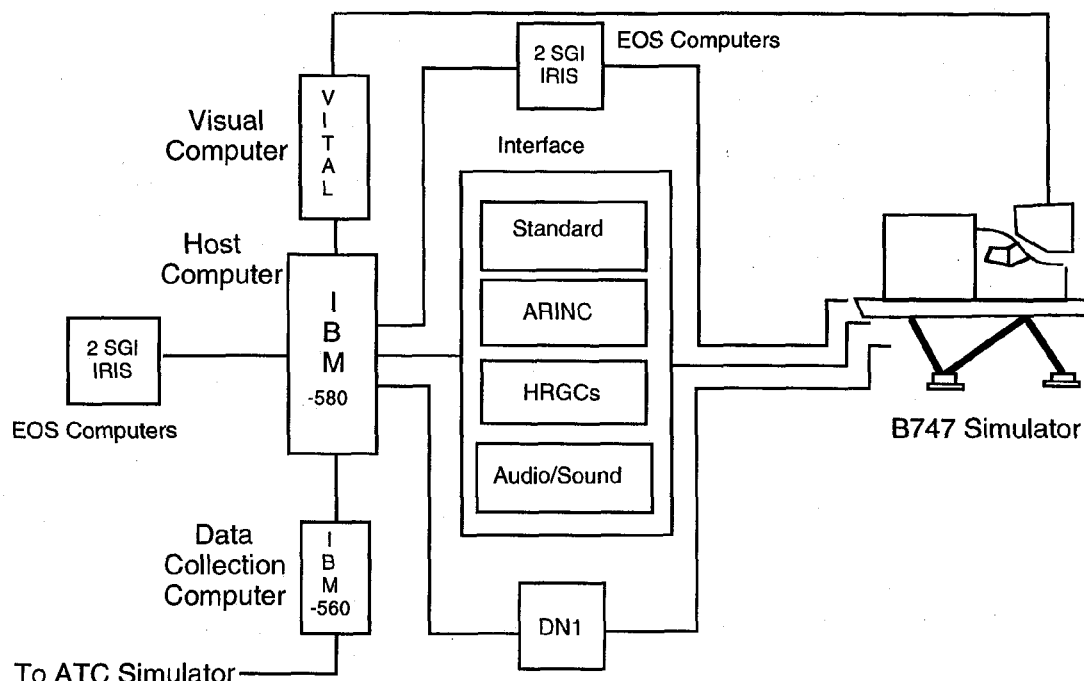 EOS Computers
2 SGI
IRIS
Visual
Computer
V
I
T
A
L
Interface
Standard
ARINC
HRGCs
Audio/Sound
Host
Computer
I
B
M
-580
2 SGI
IRIS
EOS Computers
B747 Simulator
Data
Collection
Computer
I
B
M
-560
DN1
To ATC Simulator